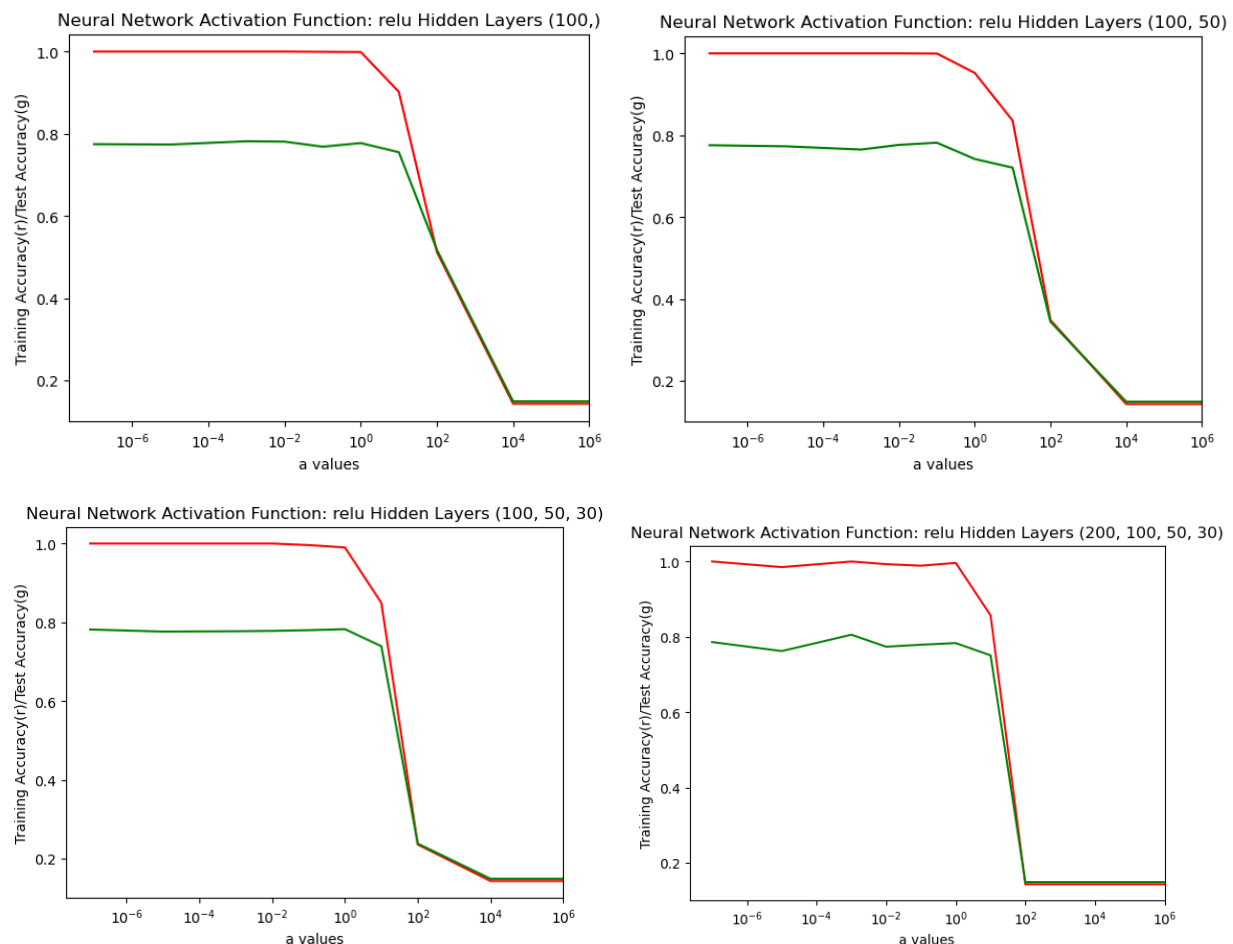 Neural Network Activation Function: relu Hidden Layers (100,)
Training Accuracy(r)/Test Accuracy(g)
1.0
0.8
0.6
0.4
0.2
10⁻⁶ 10⁻⁴ 10⁻² 10⁰ 10² 10⁴ 10⁶
a values
Neural Network Activation Function: relu Hidden Layers (100, 50)
Training Accuracy(r)/Test Accuracy(g)
1.0
0.8
0.6
0.4
0.2
10⁻⁶ 10⁻⁴ 10⁻² 10⁰ 10² 10⁴ 10⁶
a values
Neural Network Activation Function: relu Hidden Layers (100, 50, 30)
Training Accuracy(r)/Test Accuracy(g)
1.0
0.8
0.6
0.4
0.2
10⁻⁶ 10⁻⁴ 10⁻² 10⁰ 10² 10⁴ 10⁶
a values
Neural Network Activation Function: relu Hidden Layers (200, 100, 50, 30)
Training Accuracy(r)/Test Accuracy(g)
1.0
0.8
0.6
0.4
0.2
10⁻⁶ 10⁻⁴ 10⁻² 10⁰ 10² 10⁴ 10⁶
a values